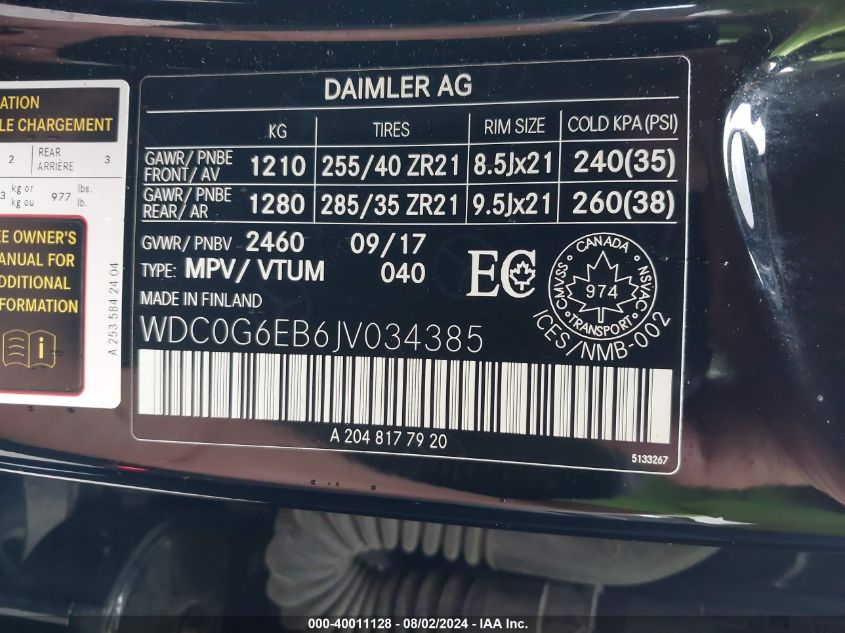 ATION
LE CHARGEMENT
2 REAR ARRIÈRE 3
3 kg or kg ou 977 lbs. lb.
EE OWNER'S
MANUAL FOR
DDITIONAL
FORMATION
A 253 584 24 04
DAIMLER AG
KG TIRES RIM SIZE COLD KPA (PSI)
GAWR/ PNBE FRONT/ AV 1210 255/40 ZR21 8.5Jx21 240(35)
GAWR/ PNBE REAR/ AR 1280 285/35 ZR21 9.5Jx21 260(38)
GVWR/ PNBV 2460 09/17
TYPE: MPV/ VTUM 040
MADE IN FINLAND
EC
CANADA
CMVSS NSVAC
974
TRANSPORT
ICES/NMB-002
WDC0G6EB6JV034385
A 204 817 79 20
5133267
000-40011128 - 08/02/2024 - IAA Inc.